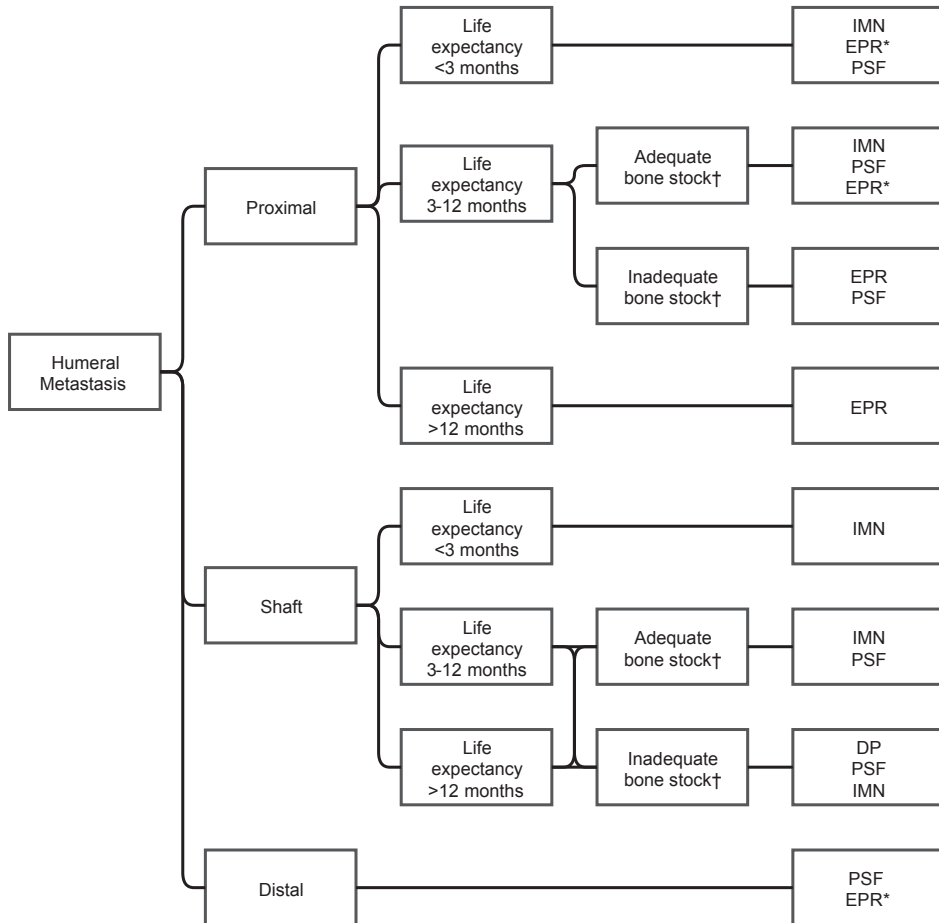 Humeral
Metastasis
Proximal
Life
expectancy
<3 months
IMN
EPR*
PSF
Life
expectancy
3-12 months
Adequate
bone stock†
IMN
PSF
EPR*
Inadequate
bone stock†
EPR
PSF
Life
expectancy
>12 months
EPR
Shaft
Life
expectancy
<3 months
IMN
Life
expectancy
3-12 months
Adequate
bone stock†
IMN
PSF
Life
expectancy
>12 months
Inadequate
bone stock†
DP
PSF
IMN
Distal
PSF
EPR*